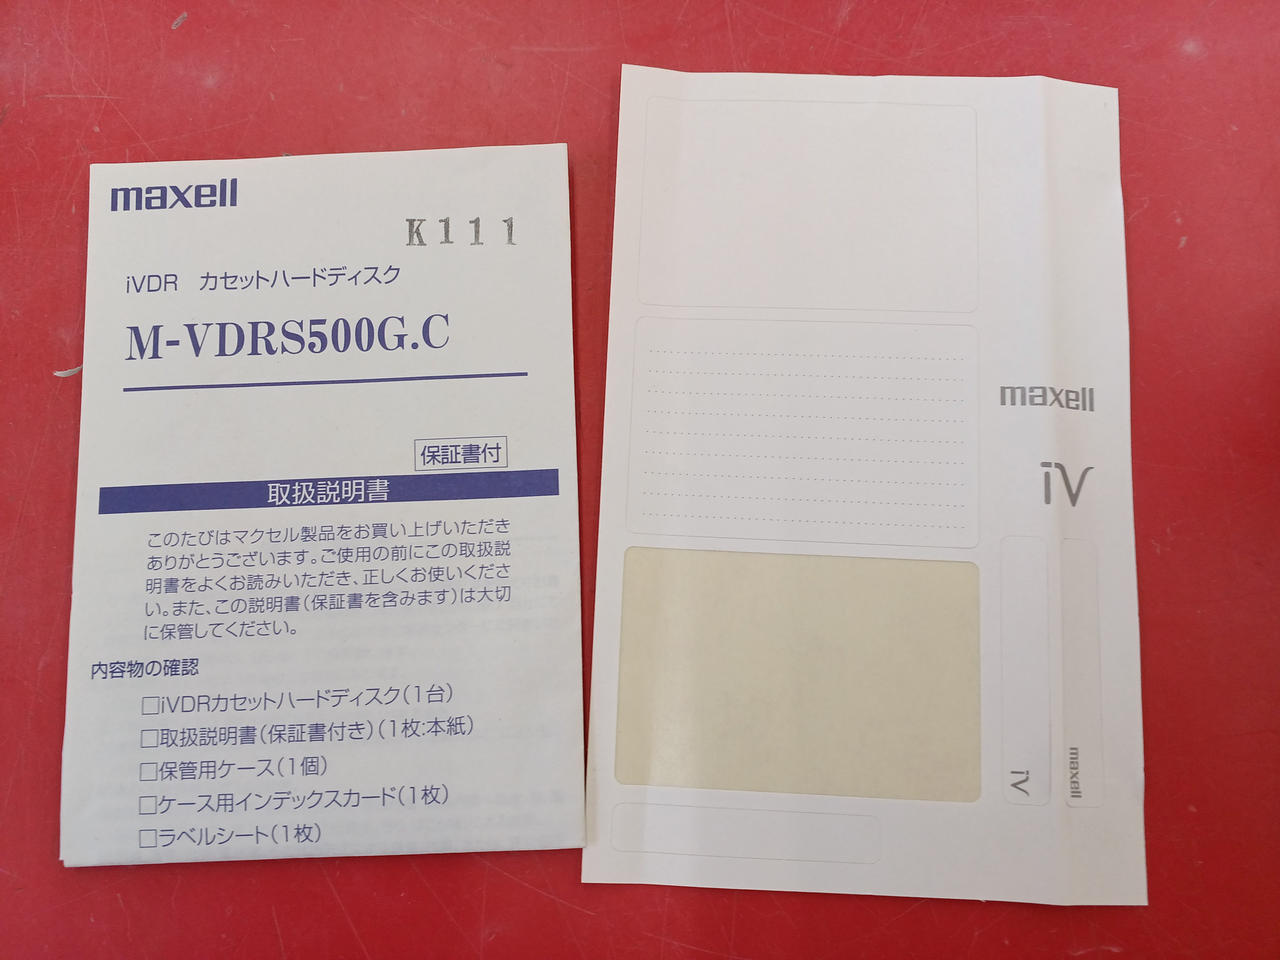 maxell
K111
iVDR カセットハードディスク
M-VDRS500G.C
保証書付
取扱説明書
このたびはマクセル製品をお買い上げいただき
ありがとうございます。ご使用の前にこの取扱説
明書をよくお読みいただき、正しくお使いくださ
い。また、この説明書(保証書を含みます)は大切
に保管してください。
内容物の確認
□iVDRカセットハードディスク(1台)
□取扱説明書(保証書付き)(1枚:本紙)
□保管用ケース(1個)
□ケース用インデックスカード(1枚)
□ラベルシート(1枚)
maxell
iV
iV
maxell